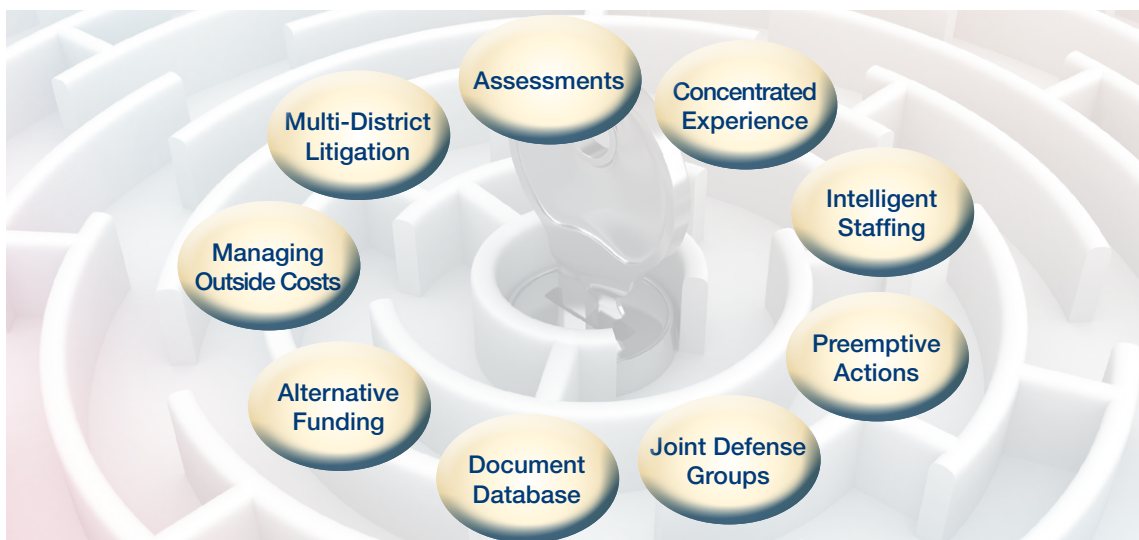 Assessments
Concentrated
Experience
Intelligent
Staffing
Preemptive
Actions
Joint Defense
Groups
Document
Database
Alternative
Funding
Managing
Outside Costs
Multi-District
Litigation